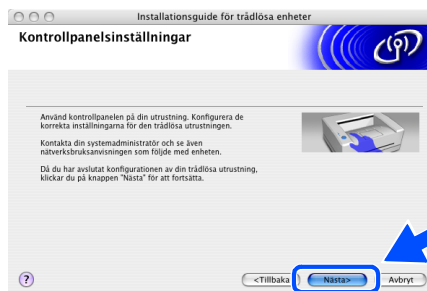 Installationsguide för trådlösa enheter
Kontrollpanelsinställningar
Använd kontrollpanelen på din utrustning. Konfigurera de
korrekta inställningarna för den trådlösa utrustningen.
Kontakta din systemadministratör och se även
nätverksbruksanvisningen som följde med enheten.
Då du har avslutat konfigurationen av din trådlösa utrustning,
klickar du på knappen "Nästa" för att fortsätta.
?
<Tillbaka
Nästa>
Avbryt